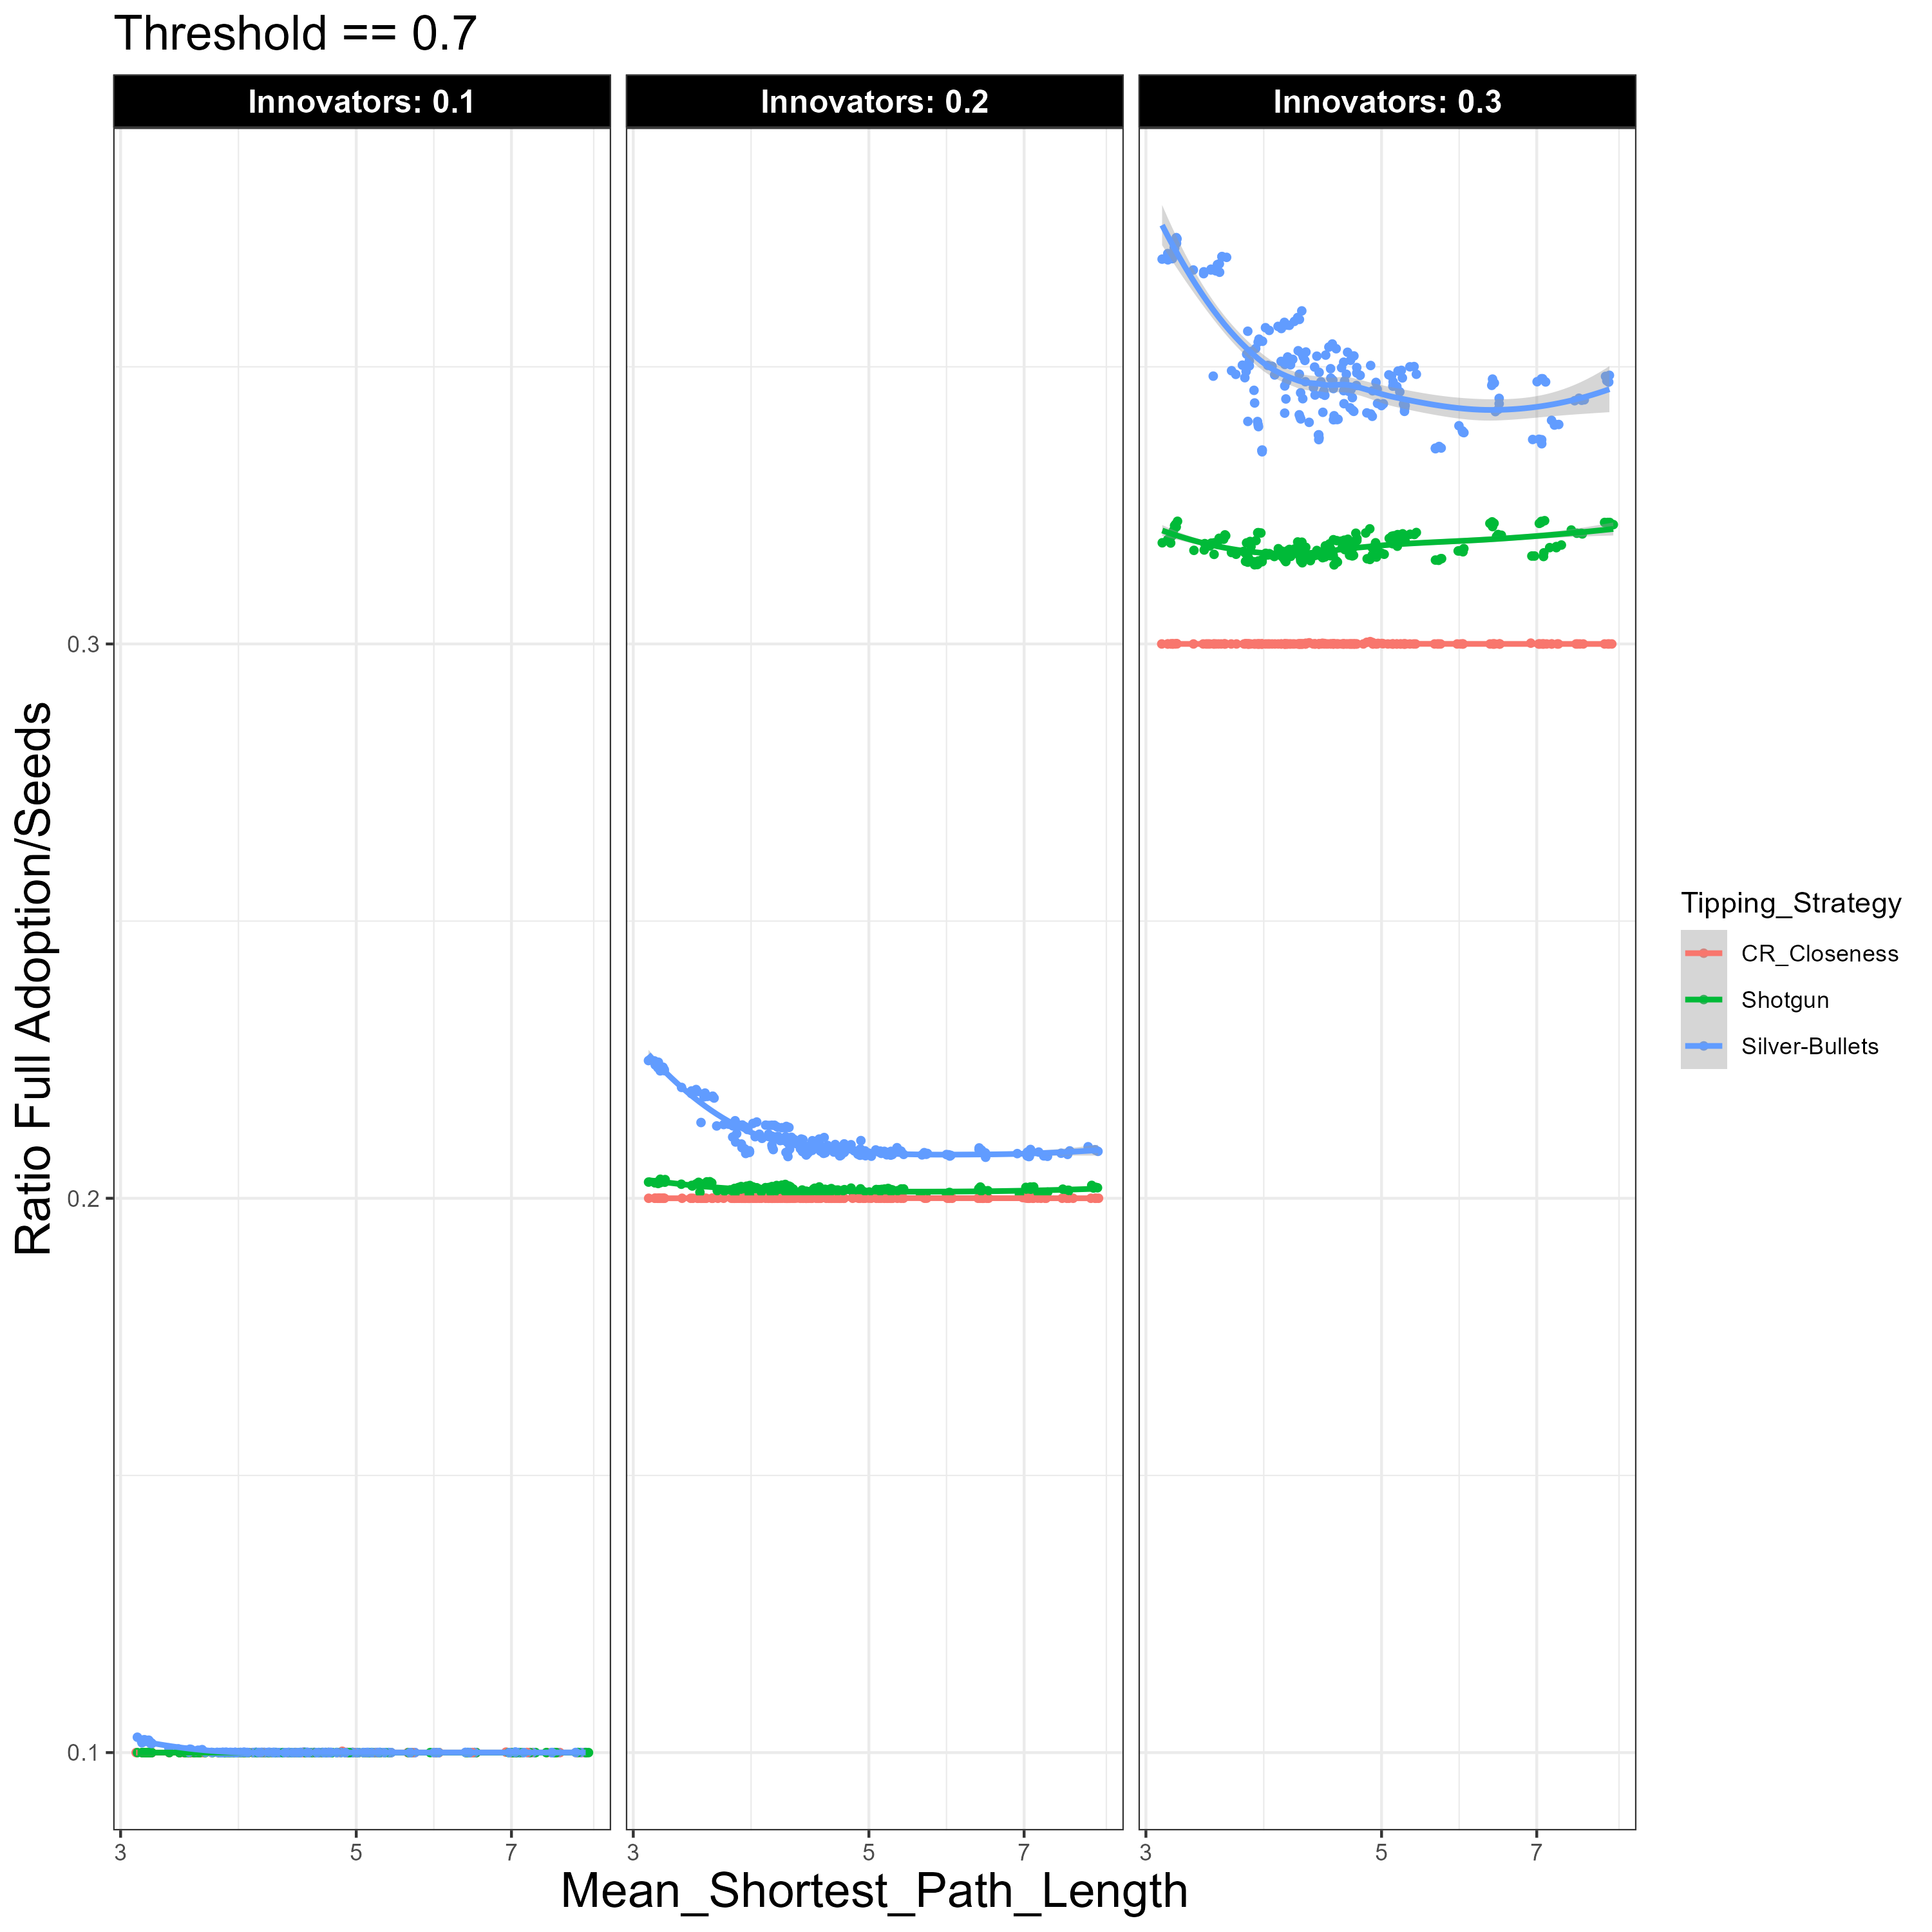 Threshold == 0.7
Innovators: 0.1
Innovators: 0.2
Innovators: 0.3
Ratio Full Adoption/Seeds
0.3
0.2
0.1
3 5 7
3 5 7
3 5 7
Mean_Shortest_Path_Length
Tipping_Strategy
CR_Closeness
Shotgun
Silver-Bullets